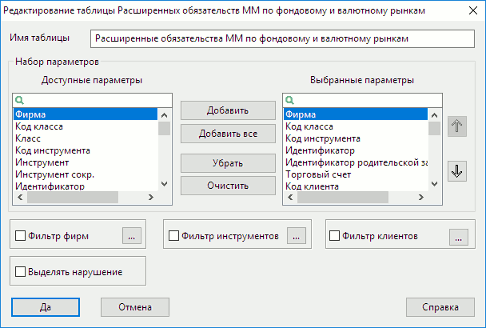 Редактирование таблицы Расширенных обязательств ММ по фондовому и валютному рынкам
Имя таблицы
Расширенные обязательства ММ по фондовому и валютному рынкам
Набор параметров
Доступные параметры
Выбранные параметры
Фирма
Код класса
Класс
Код инструмента
Инструмент
Инструмент сокр.
Идентификатор
Добавить
Добавить все
Убрать
Очистить
Фирма
Код класса
Код инструмента
Идентификатор
Идентификатор родительской за
Торговый счет
Код клиента
Фильтр фирм
...
Фильтр инструментов
...
Фильтр клиентов
...
Выделять нарушение
Да
Отмена
Справка